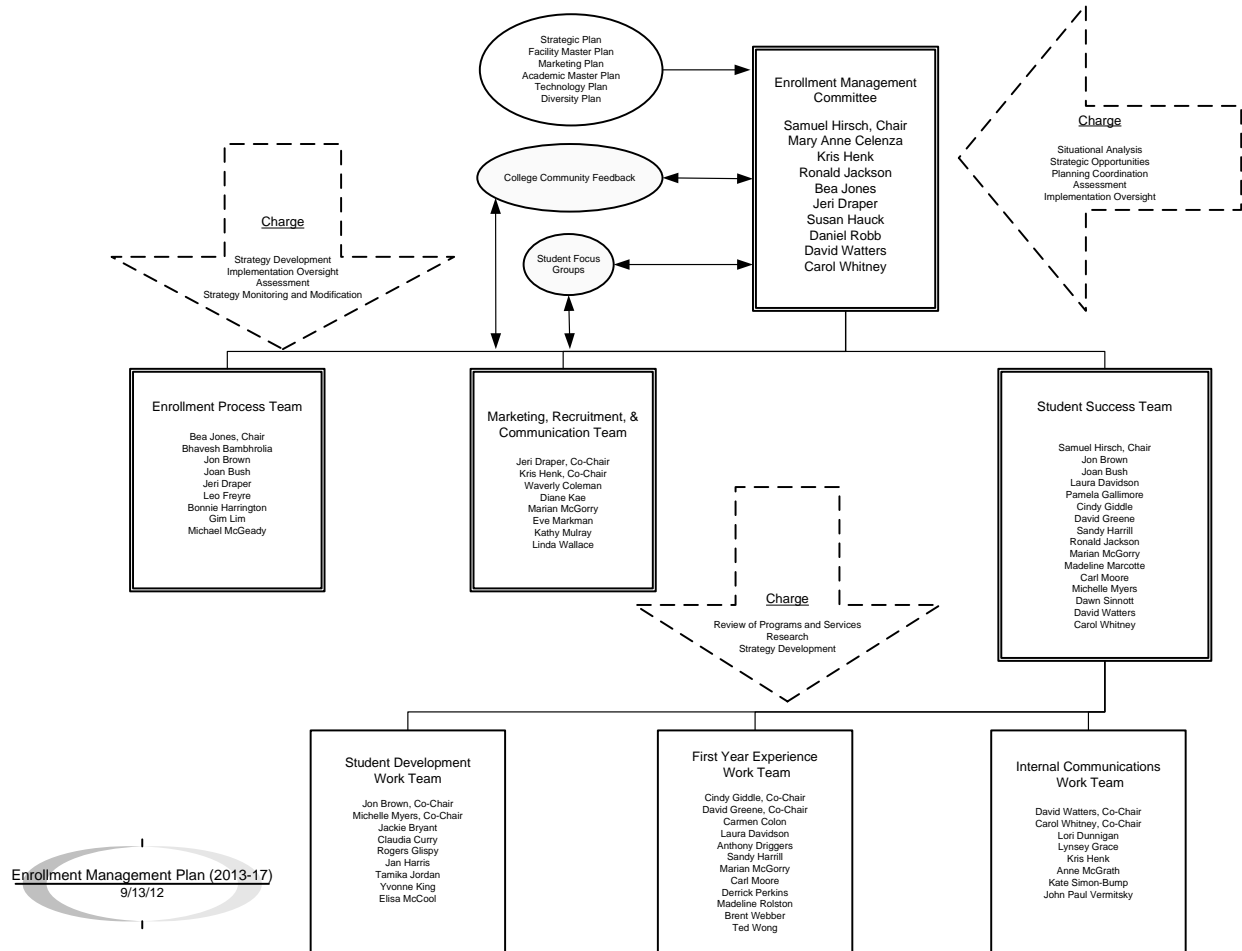 Strategic Plan
Facility Master Plan
Marketing Plan
Academic Master Plan
Technology Plan
Diversity Plan
Enrollment Management
Committee
Samuel Hirsch, Chair
Mary Anne Celenza
Kris Henk
Ronald Jackson
Bea Jones
Jeri Draper
Susan Hauck
Daniel Robb
David Watters
Carol Whitney
Charge
Situational Analysis
Strategic Opportunities
Planning Coordination
Assessment
Implementation Oversight
College Community Feedback
Student Focus
Groups
Charge
Strategy Development
Implementation Oversight
Assessment
Strategy Monitoring and Modification
Enrollment Process Team
Bea Jones, Chair
Bhavesh Bambhrolia
Jon Brown
Joan Bush
Jeri Draper
Leo Freyre
Bonnie Harrington
Gim Lim
Michael McGeady
Marketing, Recruitment, &
Communication Team
Jeri Draper, Co-Chair
Kris Henk, Co-Chair
Waverly Coleman
Diane Kae
Marian McGorry
Eve Markman
Kathy Mulray
Linda Wallace
Student Success Team
Samuel Hirsch, Chair
Jon Brown
Joan Bush
Laura Davidson
Pamela Gallimore
Cindy Giddle
David Greene
Sandy Harrill
Ronald Jackson
Marian McGorry
Madeline Marcotte
Carl Moore
Michelle Myers
Dawn Sinnott
David Watters
Carol Whitney
Charge
Review of Programs and Services
Research
Strategy Development
Student Development
Work Team
Jon Brown, Co-Chair
Michelle Myers, Co-Chair
Jackie Bryant
Claudia Curry
Rogers Glispy
Jan Harris
Tamika Jordan
Yvonne King
Elisa McCool
First Year Experience
Work Team
Cindy Giddle, Co-Chair
David Greene, Co-Chair
Carmen Colon
Laura Davidson
Anthony Driggers
Sandy Harrill
Marian McGorry
Carl Moore
Derrick Perkins
Madeline Rolston
Brent Webber
Ted Wong
Internal Communications
Work Team
David Watters, Co-Chair
Carol Whitney, Co-Chair
Lori Dunnigan
Lynsey Grace
Kris Henk
Anne McGrath
Kate Simon-Bump
John Paul Vermitsky
Enrollment Management Plan (2013-17)
9/13/12